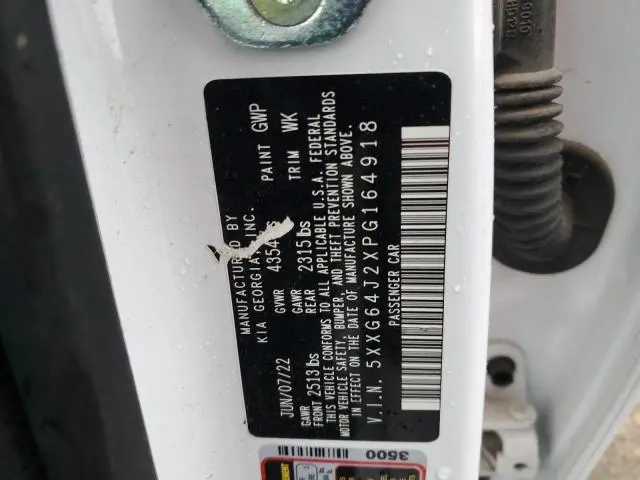 MANUFACTURED BY
KIA GEORGIA, INC. PAINT GWP
GVWR TRIM WK
JUN/07/22 GAWR GAWR
FRONT 2513 lbs REAR 2315 lbs
THIS VEHICLE CONFORMS TO ALL APPLICABLE U.S.A. FEDERAL
MOTOR VEHICLE SAFETY, BUMPER, AND THEFT PREVENTION STANDARDS
IN EFFECT ON THE DATE OF MANUFACTURE SHOWN ABOVE.
V.I.N. 5XXG64J2XPG164918
PASSENGER CAR
3500